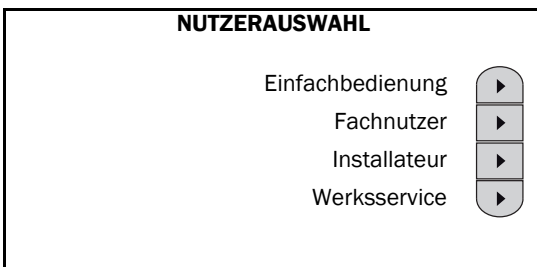 NUTZERAUSWAHL
Einfachbedienung
Fachnutzer
Installateur
Werksservice